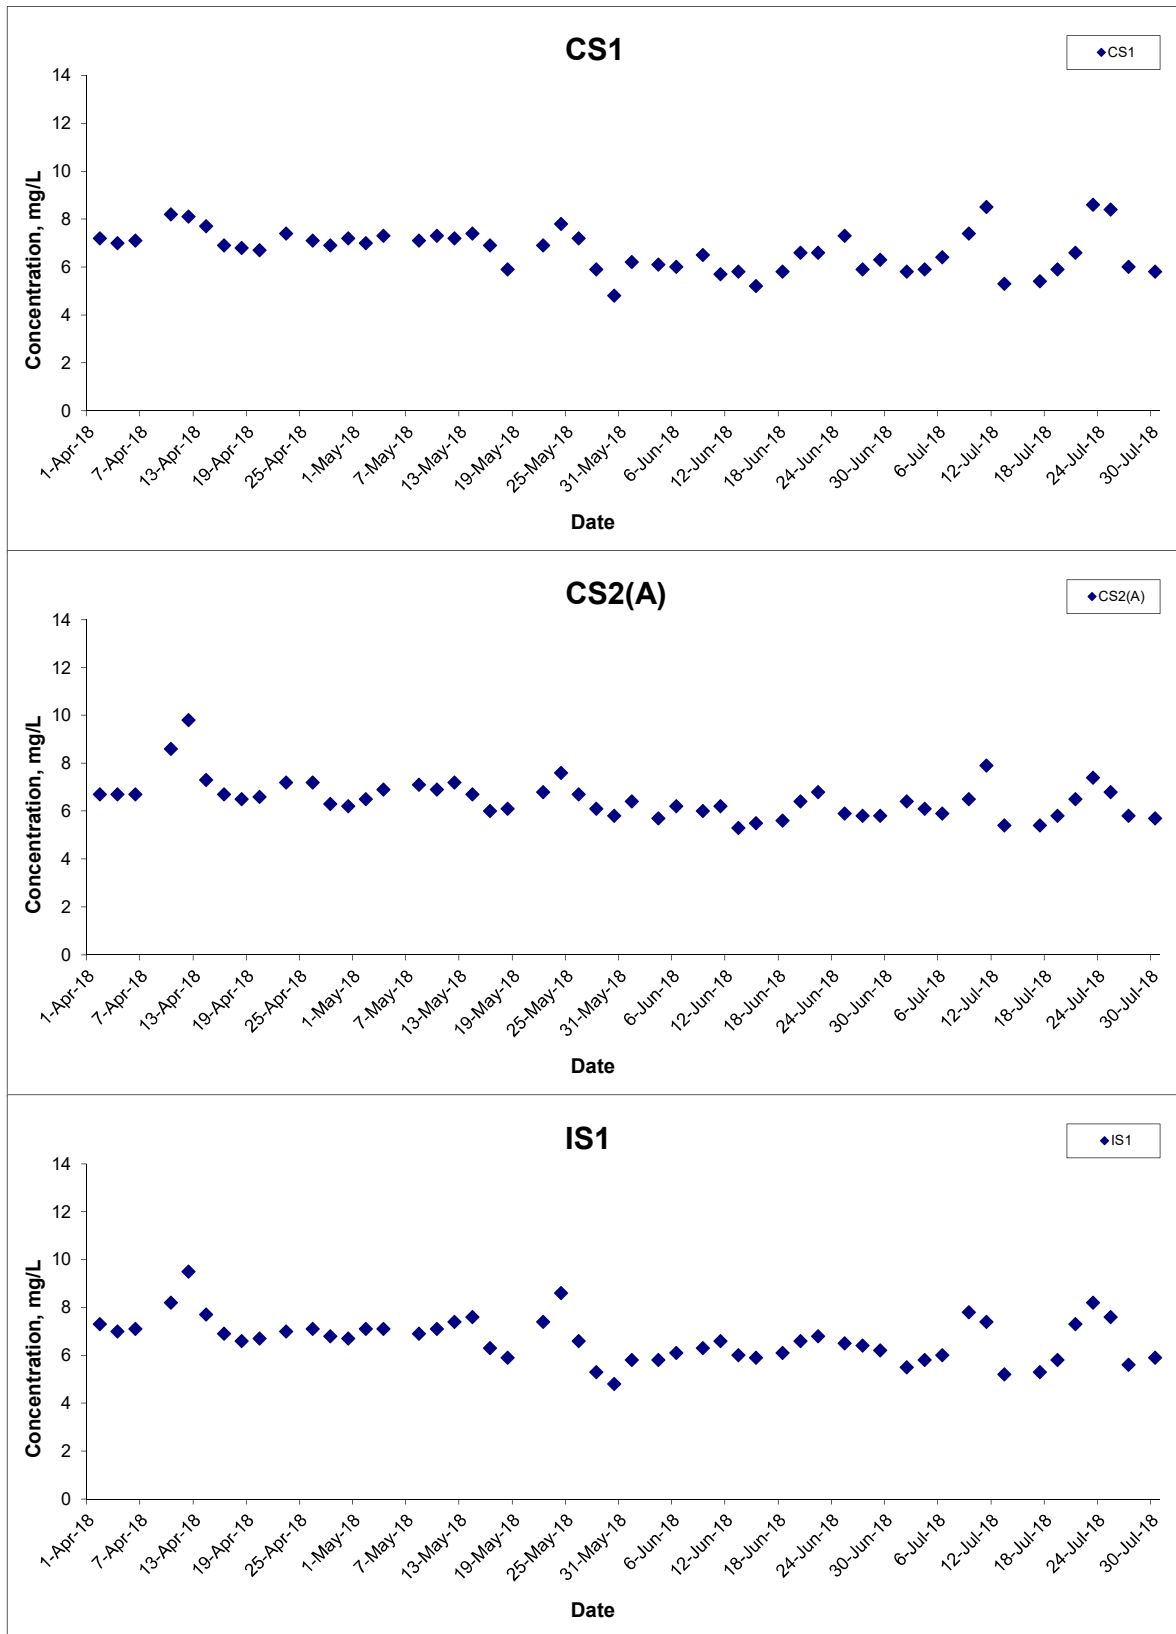 CS1
CS1
Concentration, mg/L
14
12
10
8
6
4
2
0
1-Apr-18
7-Apr-18
13-Apr-18
19-Apr-18
25-Apr-18
1-May-18
7-May-18
13-May-18
19-May-18
25-May-18
31-May-18
6-Jun-18
12-Jun-18
18-Jun-18
24-Jun-18
30-Jun-18
6-Jul-18
12-Jul-18
18-Jul-18
24-Jul-18
30-Jul-18
Date
CS2(A)
CS2(A)
Concentration, mg/L
14
12
10
8
6
4
2
0
1-Apr-18
7-Apr-18
13-Apr-18
19-Apr-18
25-Apr-18
1-May-18
7-May-18
13-May-18
19-May-18
25-May-18
31-May-18
6-Jun-18
12-Jun-18
18-Jun-18
24-Jun-18
30-Jun-18
6-Jul-18
12-Jul-18
18-Jul-18
24-Jul-18
30-Jul-18
Date
IS1
IS1
Concentration, mg/L
14
12
10
8
6
4
2
0
1-Apr-18
7-Apr-18
13-Apr-18
19-Apr-18
25-Apr-18
1-May-18
7-May-18
13-May-18
19-May-18
25-May-18
31-May-18
6-Jun-18
12-Jun-18
18-Jun-18
24-Jun-18
30-Jun-18
6-Jul-18
12-Jul-18
18-Jul-18
24-Jul-18
30-Jul-18
Date